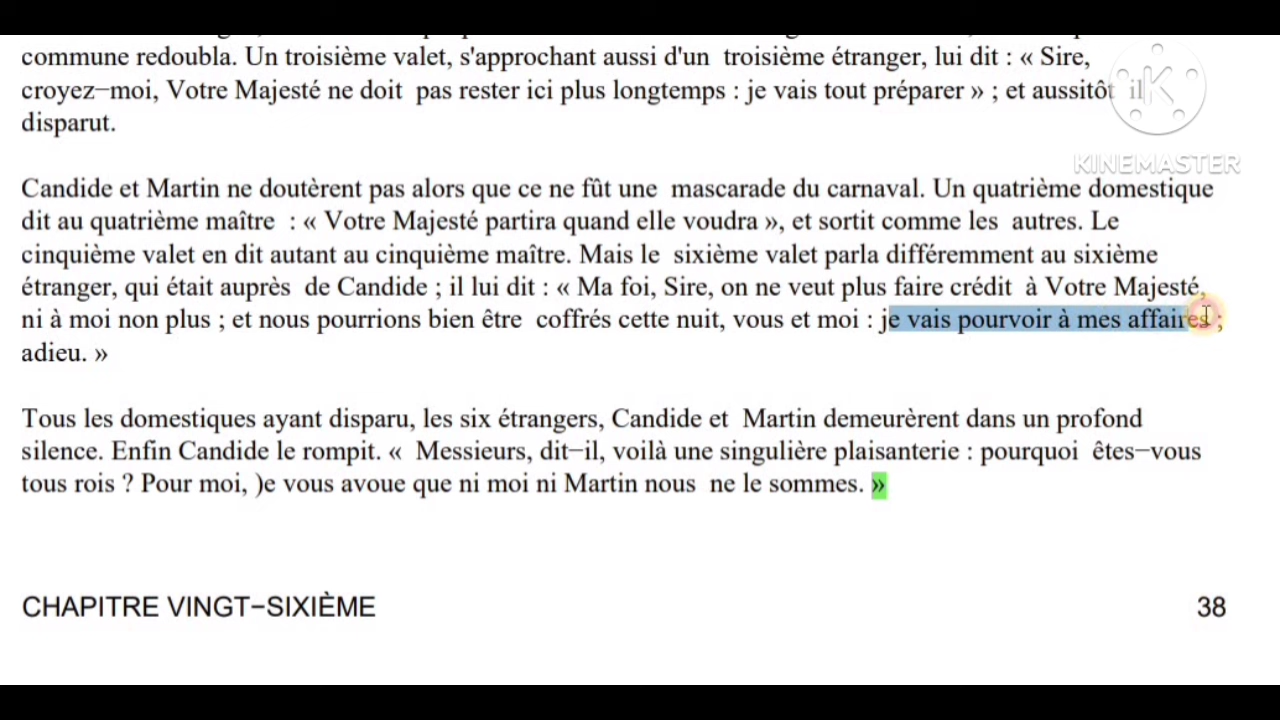 commune redoubla. Un troisième valet, s'approchant aussi d'un troisième étranger, lui dit : « Sire,
croyez−moi, Votre Majesté ne doit pas rester ici plus longtemps : je vais tout préparer » ; et aussitôt il
disparut.
KINEMASTER
Candide et Martin ne doutèrent pas alors que ce ne fût une mascarade du carnaval. Un quatrième domestique
dit au quatrième maître : « Votre Majesté partira quand elle voudra », et sortit comme les autres. Le
cinquième valet en dit autant au cinquième maître. Mais le sixième valet parla différemment au sixième
étranger, qui était auprès de Candide ; il lui dit : « Ma foi, Sire, on ne veut plus faire crédit à Votre Majesté,
ni à moi non plus ; et nous pourrions bien être coffrés cette nuit, vous et moi : je vais pourvoir à mes affaires ;
adieu. »
Tous les domestiques ayant disparu, les six étrangers, Candide et Martin demeurèrent dans un profond
silence. Enfin Candide le rompit. « Messieurs, dit−il, voilà une singulière plaisanterie : pourquoi êtes−vous
tous rois ? Pour moi, )e vous avoue que ni moi ni Martin nous ne le sommes. »
CHAPITRE VINGT−SIXIÈME 38